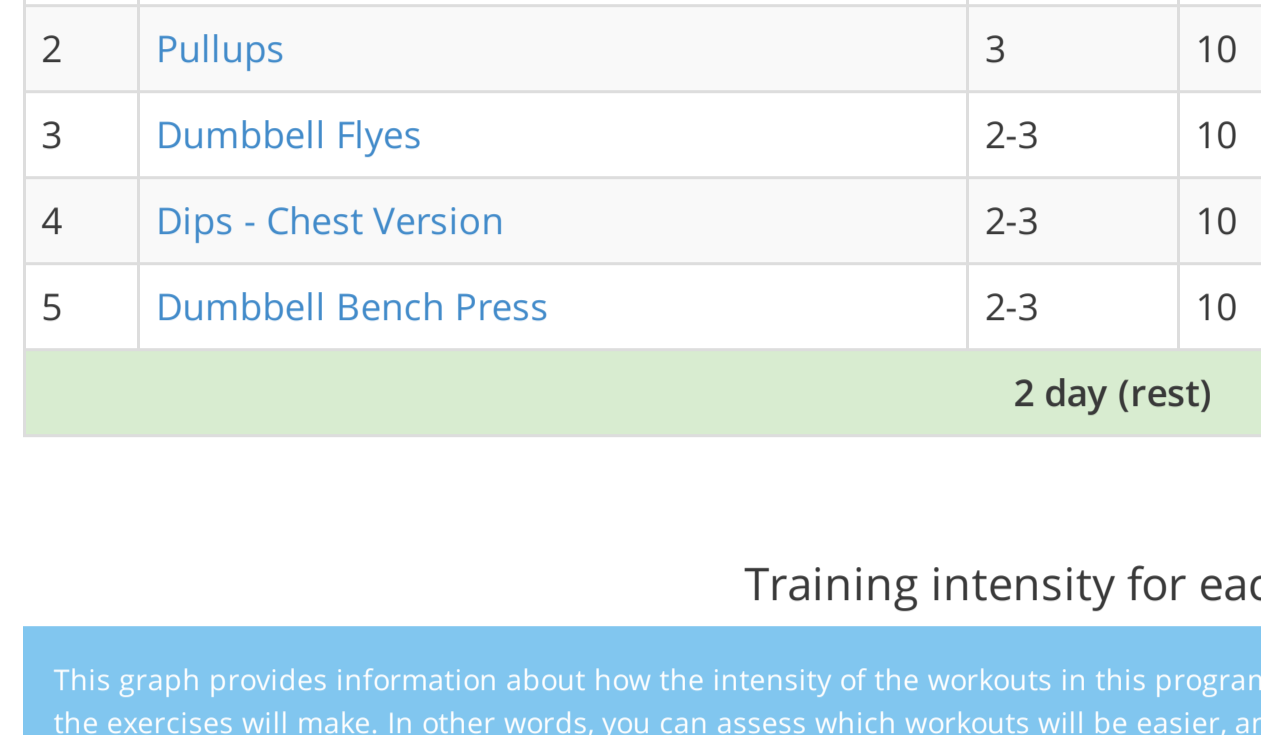 2 Pullups 3 10
3 Dumbbell Flyes 2-3 10
4 Dips - Chest Version 2-3 10
5 Dumbbell Bench Press 2-3 10
2 day (rest)
Training intensity for
This graph provides information about how the intensity of the workouts in this
the exercises will make. In other words, you can assess which workouts will be easier,